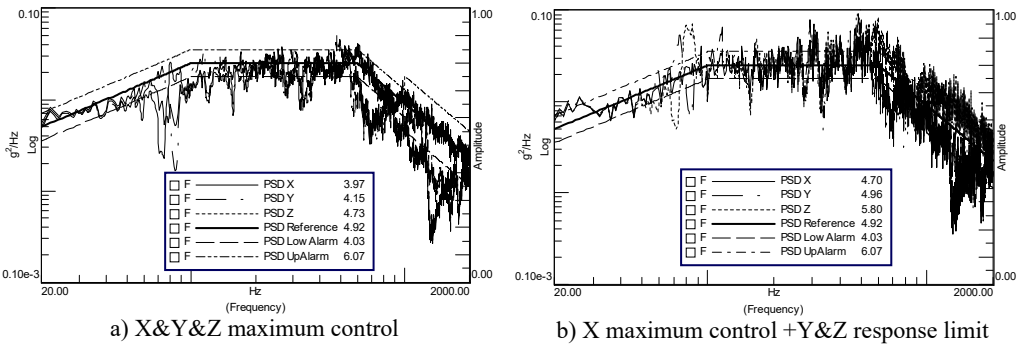 0.10
1.00
g²/Hz
Log
Amplitude
F PSD X 3.97
F PSD Y 4.15
F PSD Z 4.73
F PSD Reference 4.92
F PSD Low Alarm 4.03
F PSD UpAlarm 6.07
0.10e-3
0.00
20.00
Hz
2000.00
(Frequency)
a) X&Y&Z maximum control
0.10
1.00
g²/Hz
Log
Amplitude
F PSD X 4.70
F PSD Y 4.96
F PSD Z 5.80
F PSD Reference 4.92
F PSD Low Alarm 4.03
F PSD UpAlarm 6.07
0.10e-3
0.00
20.00
Hz
2000.00
(Frequency)
b) X maximum control +Y&Z response limit